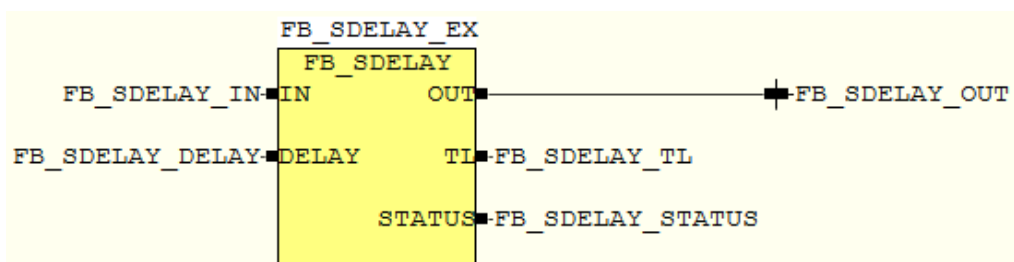 FB_SDELAY_EX
FB_SDELAY
FB_SDELAY_IN IN OUT FB_SDELAY_OUT
FB_SDELAY_DELAY DELAY TL FB_SDELAY_TL
STATUS FB_SDELAY_STATUS